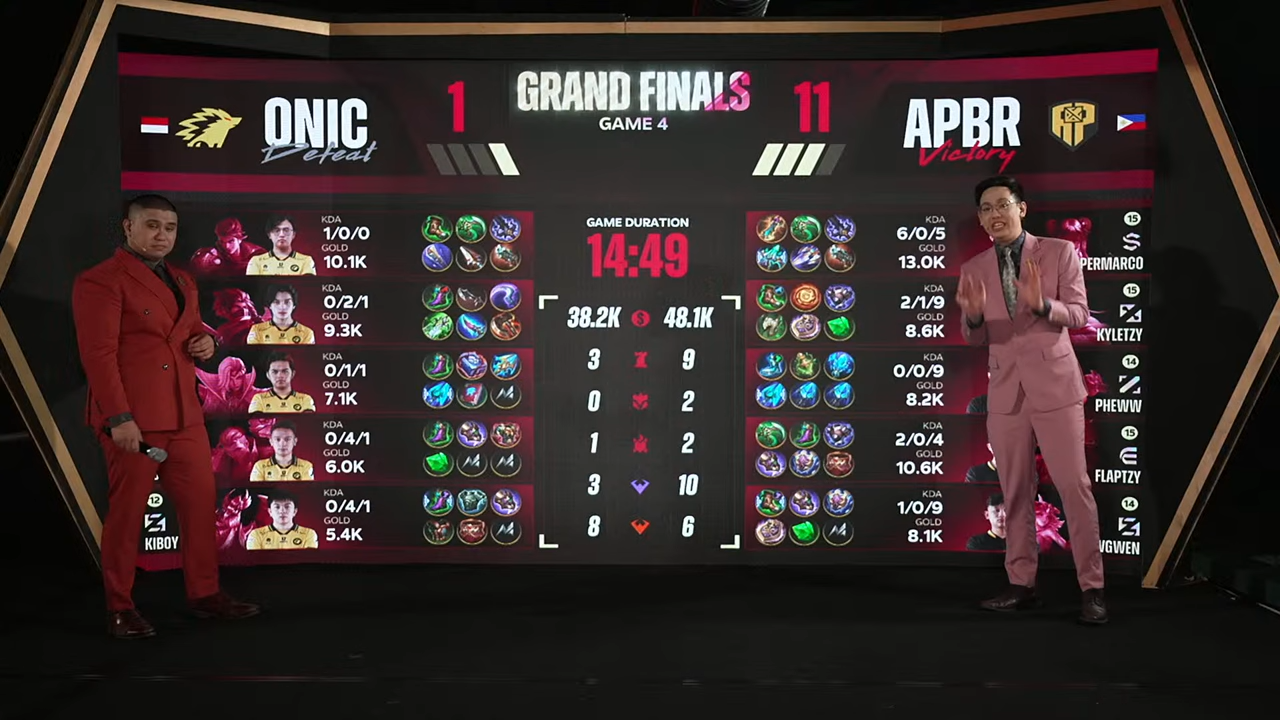 GRAND FINALS
GAME 4
ONIC
Defeat
1
11
APBR
Victory
GAME DURATION
14:49
38.2K 48.1K
3 9
0 2
1 2
3 10
8 6
KDA
1/0/0
GOLD
10.1K
KDA
0/2/1
GOLD
9.3K
KDA
0/1/1
GOLD
7.1K
KDA
0/4/1
GOLD
6.0K
12
KIBOY
KDA
0/4/1
GOLD
5.4K
KDA
6/0/5
GOLD
13.0K
15
PERMARCO
KDA
2/1/9
GOLD
8.6K
15
KYLETZY
KDA
0/0/9
GOLD
8.2K
14
PHEWW
KDA
2/0/4
GOLD
10.6K
15
FLAPTZY
KDA
1/0/9
GOLD
8.1K
14
GWEN